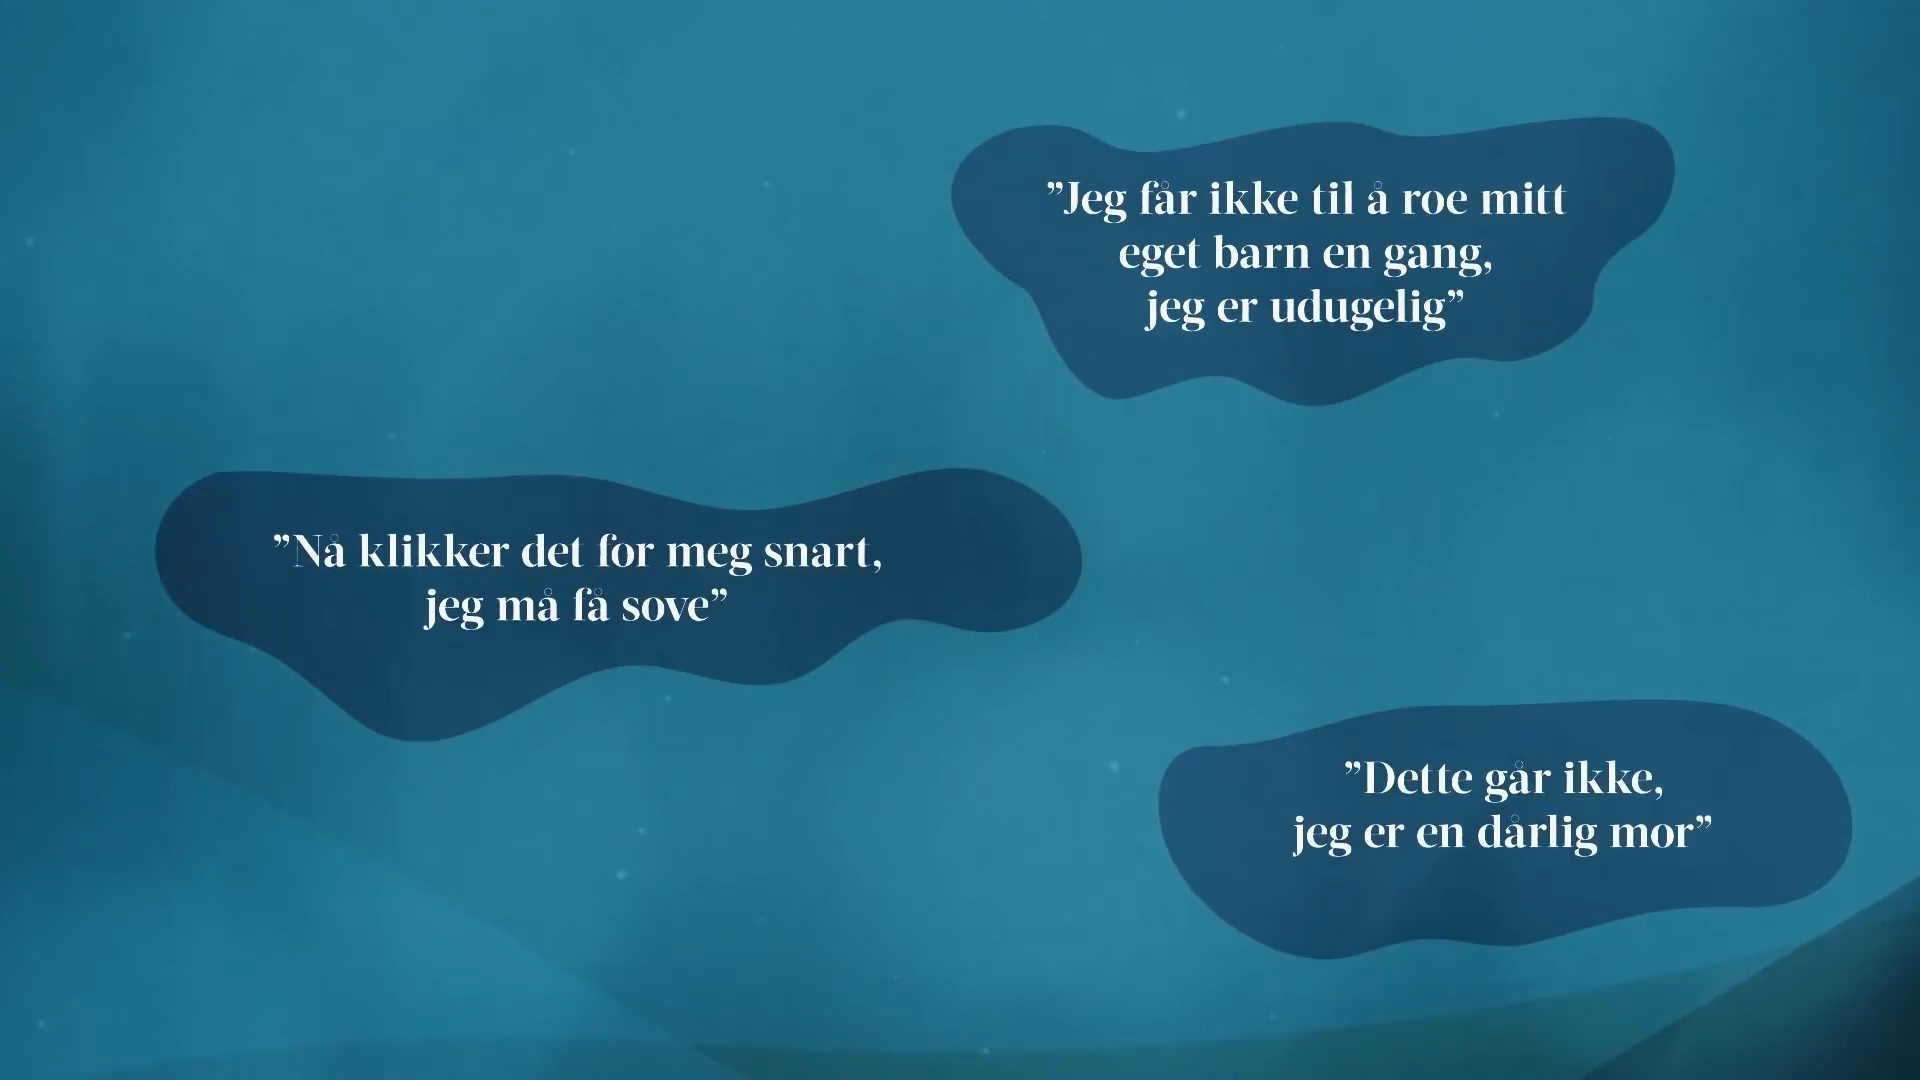 ”Jeg får ikke til å roe mitt
eget barn en gang,
jeg er udugelig”
”Nå klikker det for meg snart,
jeg må få sove”
”Dette går ikke,
jeg er en dårlig mor”